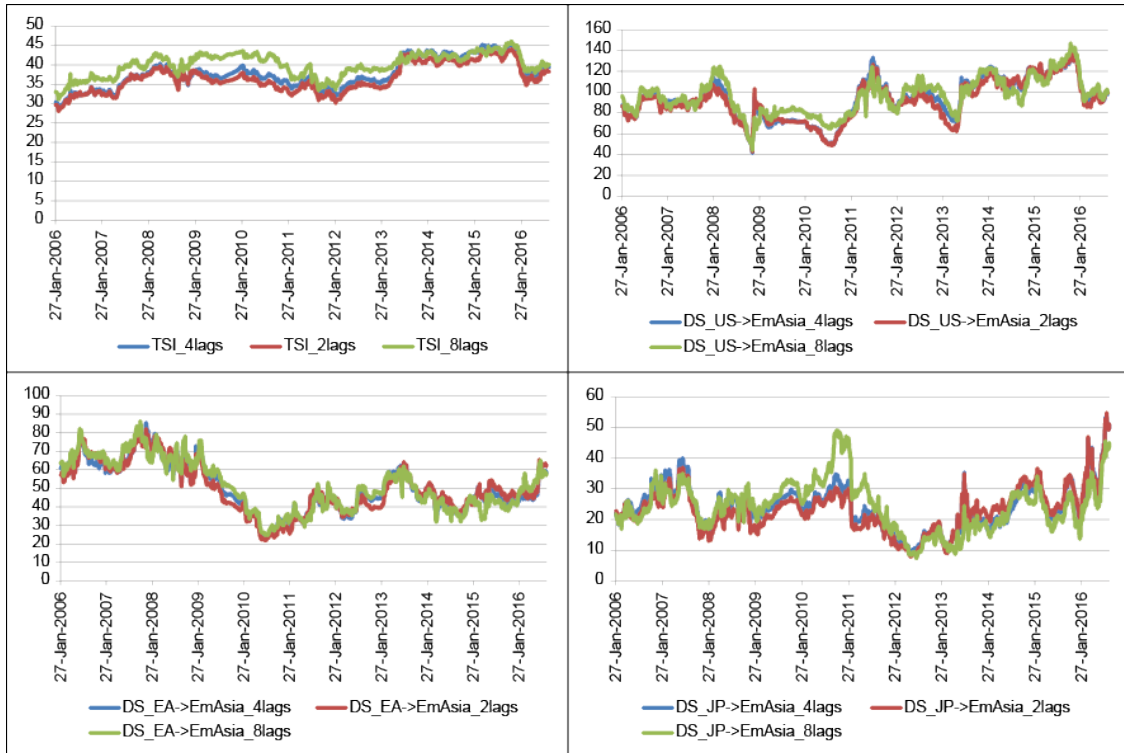 50
45
40
35
30
25
20
15
10
5
0
27-Jan-2006
27-Jan-2007
27-Jan-2008
27-Jan-2009
27-Jan-2010
27-Jan-2011
27-Jan-2012
27-Jan-2013
27-Jan-2014
27-Jan-2015
27-Jan-2016
TSI_4lags TSI_2lags TSI_8lags
160
140
120
100
80
60
40
20
0
27-Jan-2006
27-Jan-2007
27-Jan-2008
27-Jan-2009
27-Jan-2010
27-Jan-2011
27-Jan-2012
27-Jan-2013
27-Jan-2014
27-Jan-2015
27-Jan-2016
DS_US->EmAsia_4lags DS_US->EmAsia_2lags
DS_US->EmAsia_8lags
100
90
80
70
60
50
40
30
20
10
0
27-Jan-2006
27-Jan-2007
27-Jan-2008
27-Jan-2009
27-Jan-2010
27-Jan-2011
27-Jan-2012
27-Jan-2013
27-Jan-2014
27-Jan-2015
27-Jan-2016
DS_EA->EmAsia_4lags DS_EA->EmAsia_2lags
DS_EA->EmAsia_8lags
60
50
40
30
20
10
0
27-Jan-2006
27-Jan-2007
27-Jan-2008
27-Jan-2009
27-Jan-2010
27-Jan-2011
27-Jan-2012
27-Jan-2013
27-Jan-2014
27-Jan-2015
27-Jan-2016
DS_JP->EmAsia_4lags DS_JP->EmAsia_2lags
DS_JP->EmAsia_8lags